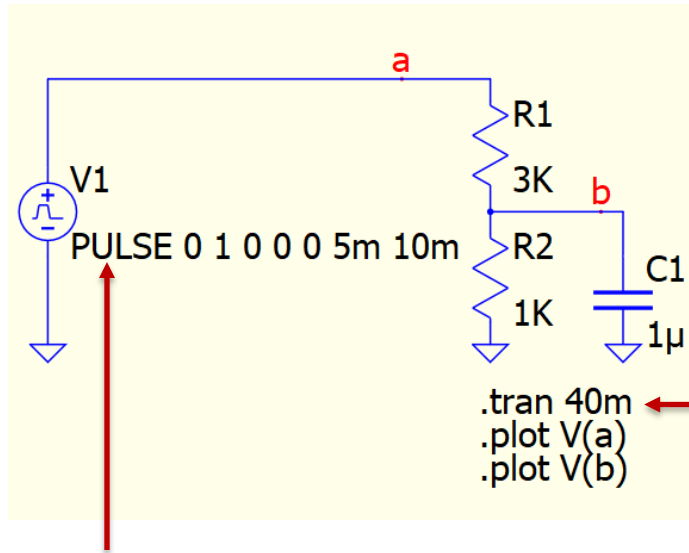 a
R1
V1
3K
b
PULSE 0 1 0 0 0 5m 10m
R2
C1
1K
1µ
.tran 40m
.plot V(a)
.plot V(b)